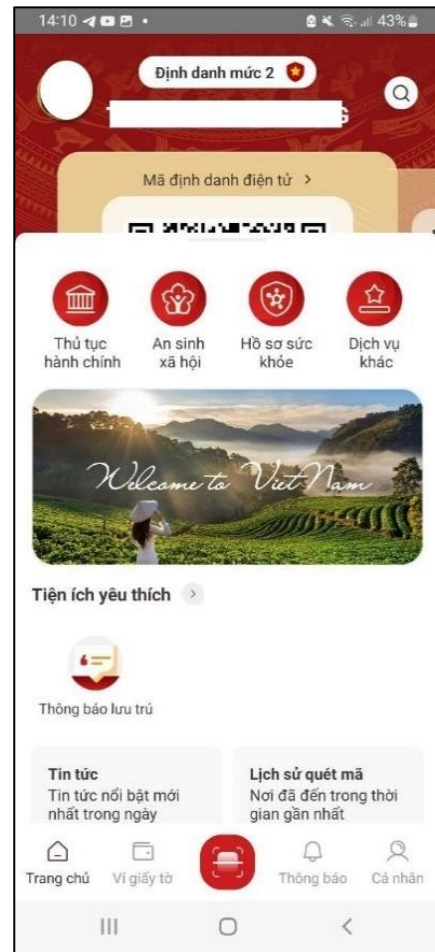 14:10
43%
Định danh mức 2
Mã định danh điện tử >
Thủ tục
hành chính
An sinh
xã hội
Hồ sơ sức
khỏe
Dịch vụ
khác
Welcome to VietNam
Tiện ích yêu thích >
Thông báo lưu trú
Tin tức
Tin tức nổi bật mới
nhất trong ngày
Lịch sử quét mã
Nơi đã đến trong thời
gian gần nhất
Trang chủ
Ví giấy tờ
Thông báo
Cá nhân